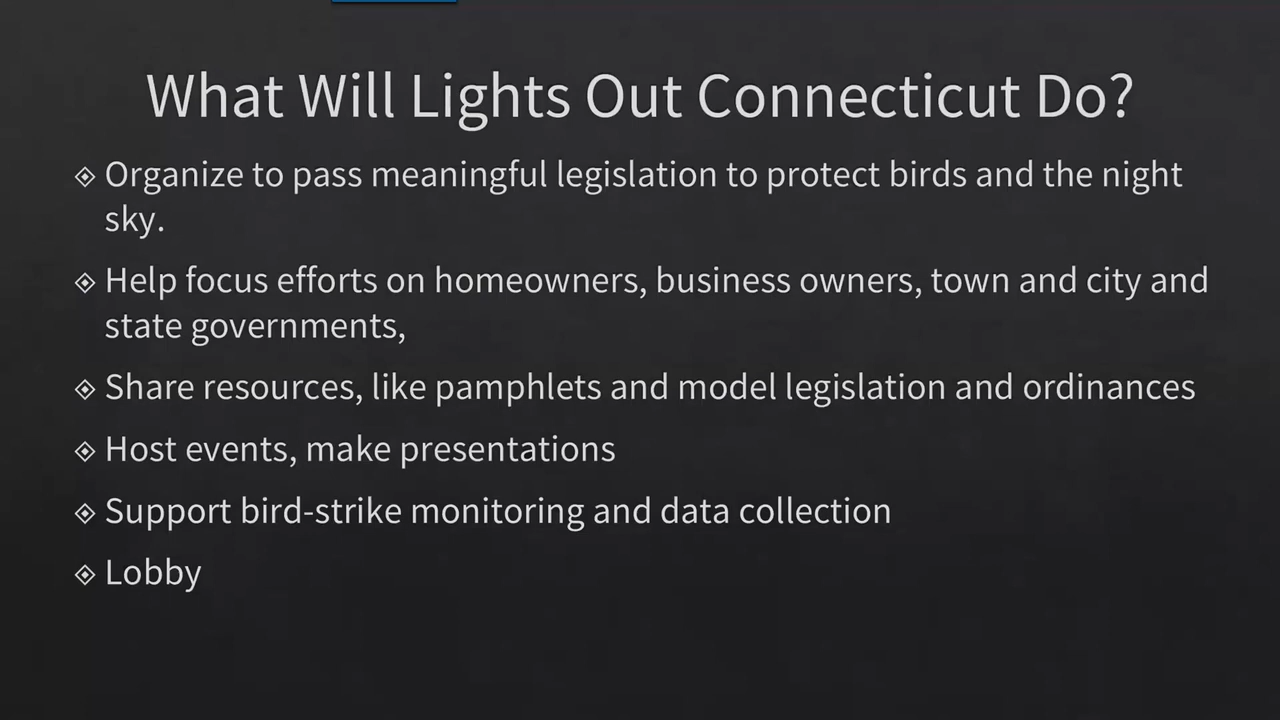 What Will Lights Out Connecticut Do?
Organize to pass meaningful legislation to protect birds and the night
sky.
Help focus efforts on homeowners, business owners, town and city and
state governments,
Share resources, like pamphlets and model legislation and ordinances
Host events, make presentations
Support bird-strike monitoring and data collection
Lobby